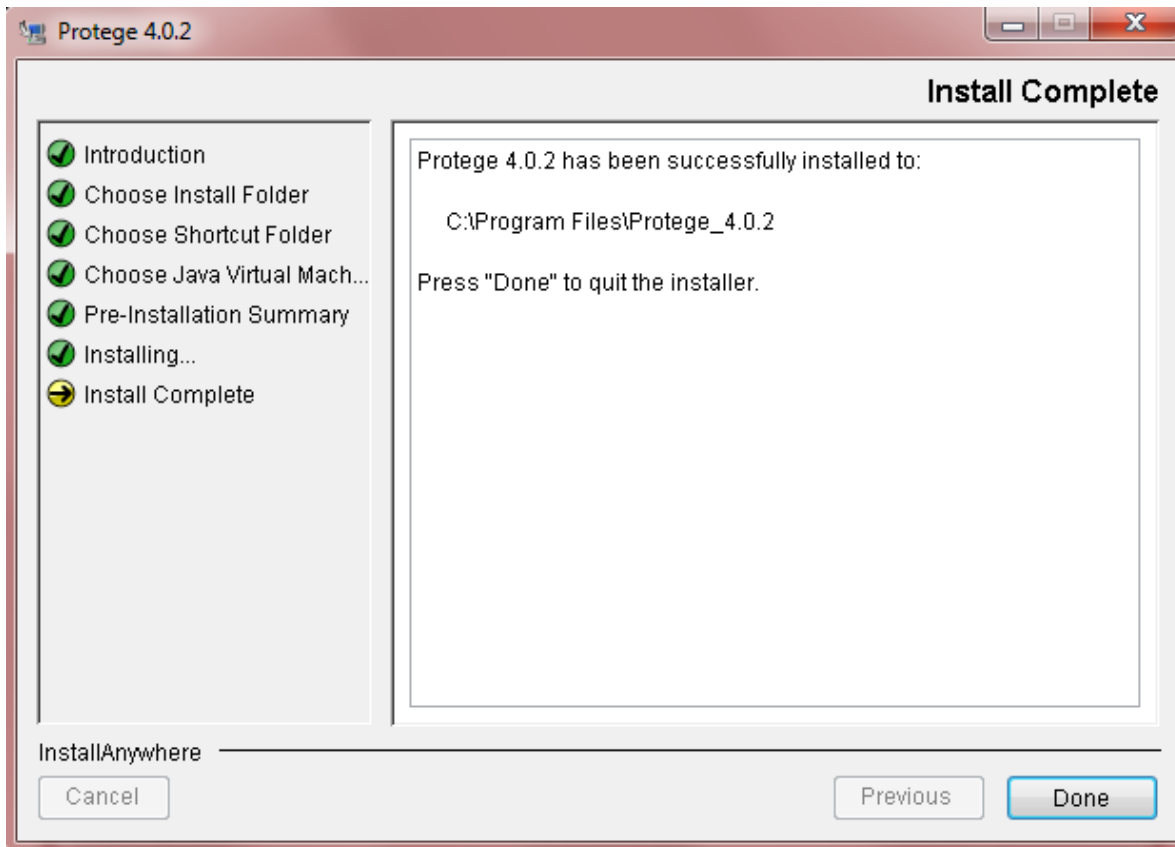 Protege 4.0.2
Install Complete
Introduction
Choose Install Folder
Choose Shortcut Folder
Choose Java Virtual Mach...
Pre-Installation Summary
Installing...
Install Complete
Protege 4.0.2 has been successfully installed to:
C:\Program Files\Protege_4.0.2
Press "Done" to quit the installer.
InstallAnywhere
Cancel
Previous
Done